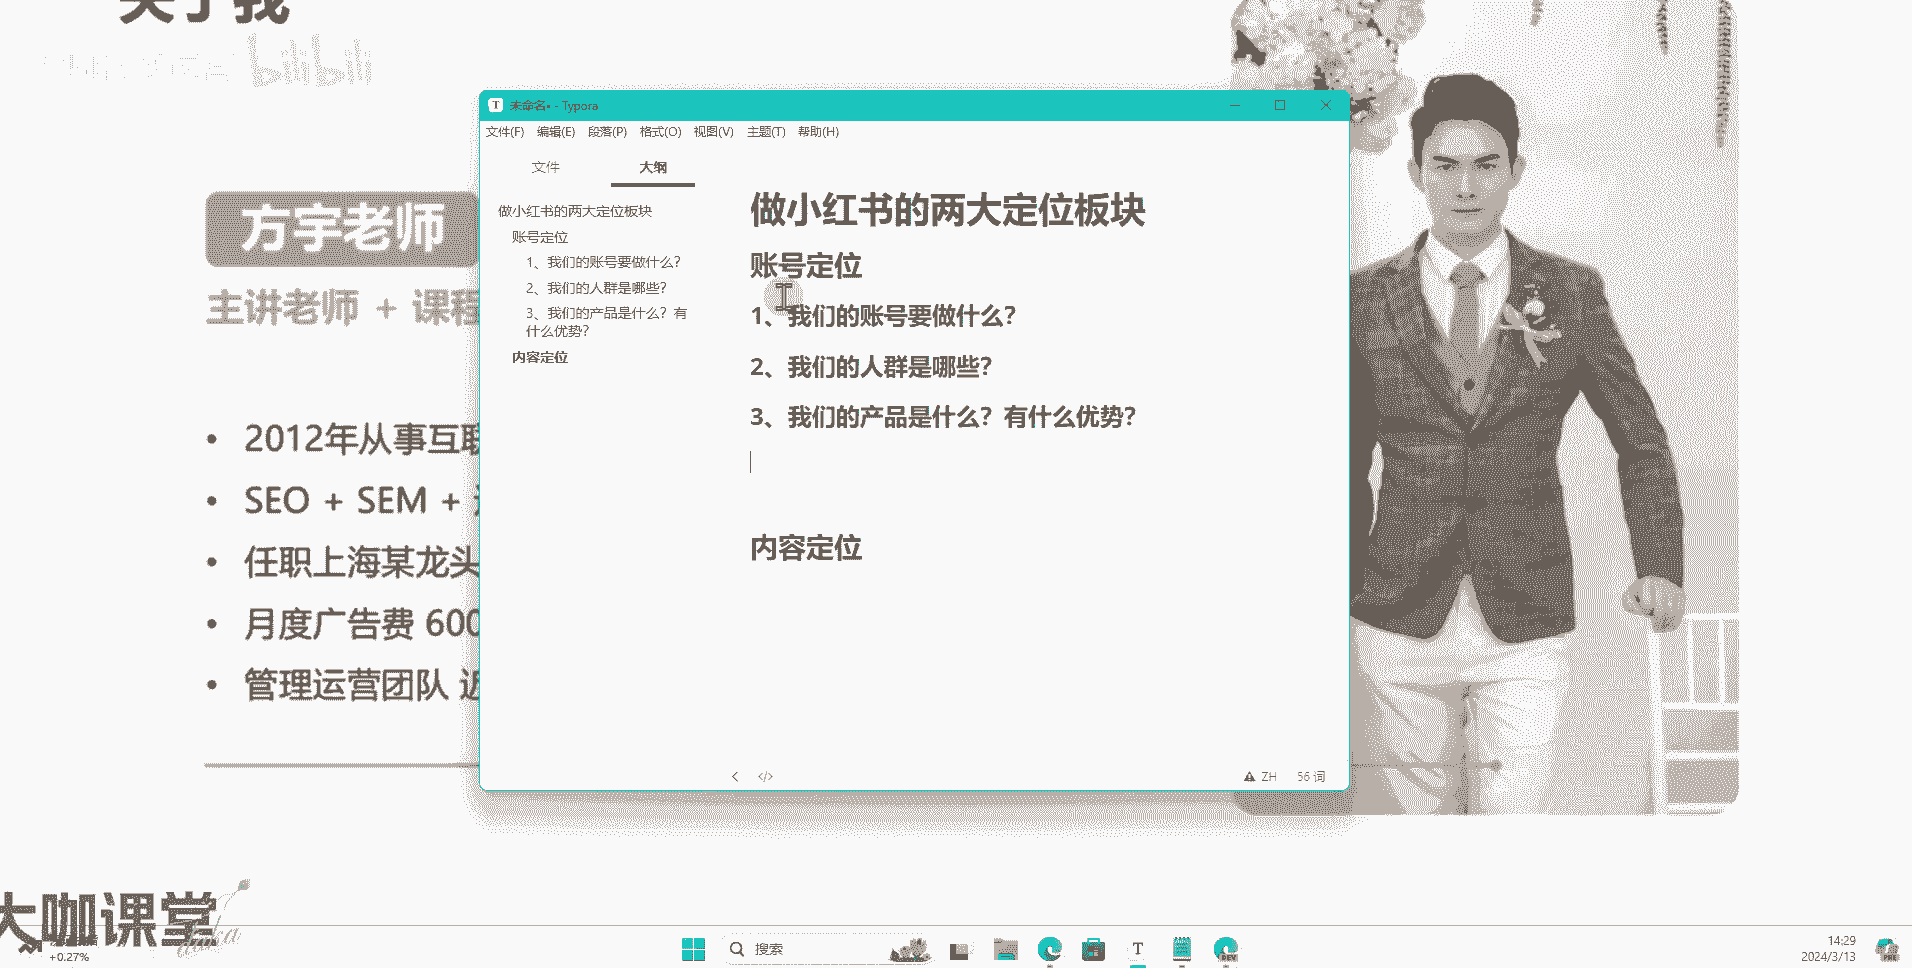 关于我
bilibili
方宇老师
主讲老师 + 课程
• 2012年从事互联
• SEO + SEM +
• 任职上海某龙头
• 月度广告费 600
• 管理运营团队 近
未命名• - Typora
文件(F) 编辑(E) 段落(P) 格式(O) 视图(V) 主题(T) 帮助(H)
文件 大纲
做小红书的两大定位板块
账号定位
1、我们的账号要做什么？
2、我们的人群是哪些？
3、我们的产品是什么？有
什么优势？
内容定位
做小红书的两大定位板块
账号定位
1、我们的账号要做什么？
2、我们的人群是哪些？
3、我们的产品是什么？有什么优势？
内容定位
ZH 56 词
大咖课堂
+0.27%
搜索
T
DEV
14:29
2024/3/13
PRE